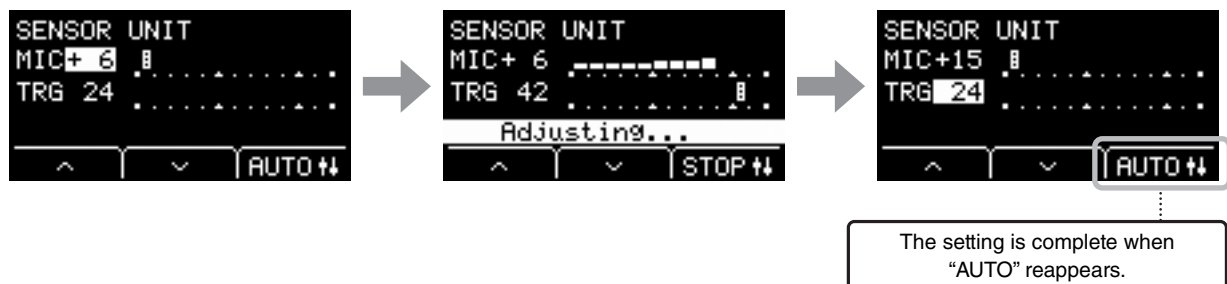 SENSOR UNIT
MIC+ 6
TRG 24
AUTO
SENSOR UNIT
MIC+ 6
TRG 42
Adjusting...
STOP
SENSOR UNIT
MIC+15
TRG 24
AUTO
The setting is complete when
“AUTO” reappears.